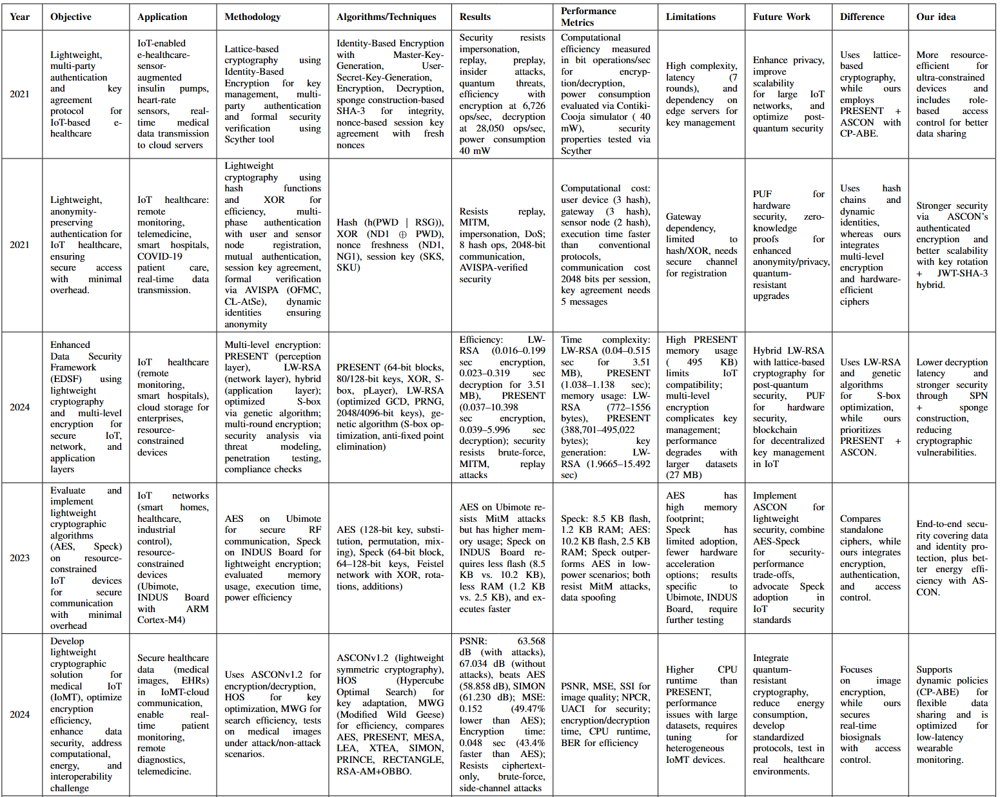 Year
Objective
Application
Methodology
Algorithms/Techniques
Results
Performance
Metrics
Limitations
Future Work
Difference
Our idea
2021
Lightweight,
multi-party
authentication
and key
agreement
protocol for
IoT-based e-
healthcare
IoT-enabled
e-healthcare-
sensor-
augmented
insulin pumps,
heart-rate
sensors, real-
time medical
data transmission
to cloud servers
Lattice-based
cryptography using
Identity-Based
Encryption for key
management, multi-
party authentication
and formal security
verification using
Scyther tool
Identity-Based Encryption
with Master-Key-
Generation, User-
Secret-Key-Generation,
Encryption, Decryption,
sponge construction-based
SHA-3 for integrity,
nonce-based session key
agreement with fresh
nonces
Security resists
impersonation,
replay, preplay,
insider attacks,
quantum threats,
efficiency with
encryption at 6,726
ops/sec, decryption
at 28,050 ops/sec,
power consumption
40 mW
Computational
efficiency measured
in bit operations/sec
for encryp-
tion/decryption,
power consumption
evaluated via Contiki-
Cooja simulator ( 40
mW), security
properties tested via
Scyther
High complexity,
latency (7
rounds), and
dependency on
edge servers for
key management
Enhance privacy,
improve
scalability
for large IoT
networks, and
optimize post-
quantum security
Uses lattice-
based
cryptography,
while ours
employs
PRESENT +
ASCON with
CP-ABE.
More resource-
efficient for
ultra-constrained
devices and
includes role-
based access
control for better
data sharing
2021
Lightweight,
anonymity-
preserving
authentication for
IoT healthcare,
ensuring
secure access
with minimal
overhead.
IoT healthcare:
remote
monitoring,
telemedicine,
smart hospitals,
COVID-19
patient care,
real-time data
transmission.
Lightweight
cryptography using
hash functions
and XOR for
efficiency, multi-
phase authentication
with user and sensor
node registration,
mutual authentication,
session key agreement,
formal verification
via AVISPA (OFMC,
CL-AtSe), dynamic
identities ensuring
anonymity
Hash (h(PWD | RSG)),
XOR (ND1 ⊕ PWD),
nonce freshness (ND1,
NG1), session key (SKS,
SKU)
Resists replay,
MITM,
impersonation, DoS;
8 hash ops, 2048-bit
communication,
AVISPA-verified
security
Computational cost:
user device (3 hash),
gateway (3 hash),
sensor node (2 hash),
execution time faster
than conventional
protocols,
communication cost
2048 bits per session,
key agreement needs
5 messages
Gateway
dependency,
limited to
hash/XOR, needs
secure channel
for registration
PUF for
hardware
security, zero-
knowledge
proofs for
enhanced
anonymity/privacy,
quantum-
resistant
upgrades
Uses hash
chains and
dynamic
identities,
whereas ours
integrates
multi-level
encryption
and hardware-
efficient
ciphers
Stronger security
via ASCON's
authenticated
encryption and
better scalability
with key rotation
+ JWT-SHA-3
hybrid.
2024
Enhanced
Data Security
Framework
(EDSF) using
lightweight
cryptography
and multi-level
encryption for
secure IoT,
network, and
application
layers
IoT healthcare
(remote
monitoring,
smart hospitals),
cloud storage for
enterprises,
resource-
constrained
devices
Multi-level encryption:
PRESENT (perception
layer), LW-RSA
(network layer), hybrid
(application layer);
optimized S-box
via genetic algorithm;
multi-round encryption;
security analysis via
threat modeling,
penetration testing,
compliance checks
PRESENT (64-bit blocks,
80/128-bit keys, XOR, S-
box, pLayer), LW-RSA
(optimized GCD, PRNG,
2048/4096-bit keys), ge-
netic algorithm (S-box op-
timization, anti-fixed point
elimination)
Efficiency: LW-
RSA (0.016–0.199
sec encryption,
0.023–0.319 sec
decryption for 3.51
MB), PRESENT
(0.037–10.398
sec encryption,
0.039–5.996 sec
decryption); security
resists brute-force,
MITM, replay
attacks
Time complexity:
LW-RSA (0.04–0.515
sec for 3.51
MB), PRESENT
(1.038–1.138 sec);
memory usage: LW-
RSA (772–1556
bytes), PRESENT
(388,701–495,022
bytes); key
generation: LW-
RSA (1.9665–15.492
sec)
High PRESENT
memory usage
( 495 KB)
limits IoT
compatibility;
multi-level
encryption
complicates key
management;
performance
degrades with
larger datasets
(27 MB)
Hybrid LW-RSA
with lattice-based
cryptography for
post-quantum
security, PUF
for hardware
security,
blockchain
for decentralized
key management
in IoT
Uses LW-RSA
and genetic
algorithms
for S-box
optimization,
while ours
prioritizes
PRESENT +
ASCON.
Lower decryption
latency and
stronger security
through SPN
+ sponge
construction,
reducing
cryptographic
vulnerabilities.
2023
Evaluate and
implement
lightweight
cryptographic
algorithms
(AES, Speck)
on resource-
constrained
IoT devices
for secure
communication
with minimal
overhead
IoT networks
(smart homes,
healthcare,
industrial
control),
resource-
constrained
devices
(Ubimote,
INDUS Board
with ARM
Cortex-M4)
AES on Ubimote
for secure RF
communication, Speck
on INDUS Board for
lightweight encryption;
evaluated memory
usage, execution time,
power efficiency
AES (128-bit key, substi-
tution, permutation, mix-
ing), Speck (64-bit block,
64–128-bit keys, Feistel
network with XOR, rota-
tions, additions)
AES on Ubimote re-
sists MitM attacks
but has higher mem-
ory usage; Speck on
INDUS Board re-
quires less flash (8.5
KB vs. 10.2 KB),
less RAM (1.2 KB
vs. 2.5 KB), and ex-
ecutes faster
Speck: 8.5 KB flash,
1.2 KB RAM; AES:
10.2 KB flash, 2.5 KB
RAM; Speck outper-
forms AES in low-
power scenarios; both
resist MitM attacks,
data spoofing
AES has
high memory
footprint;
Speck has
limited adoption,
fewer hardware
acceleration
options; results
specific to
Ubimote, INDUS
Board, require
further testing
Implement
ASCON for
lightweight
security, combine
AES-Speck
for security-
performance
trade-offs,
advocate Speck
adoption in
IoT security
standards
Compares
standalone
ciphers, while
ours integrates
encryption,
authentication,
and access
control.
End-to-end secu-
rity covering data
and identity pro-
tection, plus bet-
ter energy effi-
ciency with AS-
CON.
2024
Develop
lightweight
cryptographic
solution for
medical IoT
(IoMT), optimize
encryption
efficiency,
enhance data
security, address
computational,
energy, and
interoperability
challenge
Secure healthcare
data (medical
images, EHRs)
in IoMT-cloud
communication,
enable real-
time patient
monitoring,
remote
diagnostics,
telemedicine.
Uses ASCONv1.2 for
encryption/decryption,
HOS for key
optimization, MWG for
search efficiency, tests
on medical images
under attack/non-attack
scenarios.
ASCONv1.2 (lightweight
symmetric cryptography),
HOS (Hypercube
Optimal Search) for
key adaptation, MWG
(Modified Wild Geese)
for efficiency, compares
AES, PRESENT, MESA,
LEA, XTEA, SIMON,
PRINCE, RECTANGLE,
RSA-AM+OBBO.
PSNR: 63.568
dB (with attacks),
67.034 dB (without
attacks), beats AES
(58.858 dB), SIMON
(61.230 dB); MSE:
0.152 (49.47%
lower than AES);
Encryption time:
0.048 sec (43.4%
faster than AES);
Resists ciphertext-
only, brute-force,
side-channel attacks
PSNR, MSE, SSI for
image quality; NPCR,
UACI for security;
encryption/decryption
time, CPU runtime,
BER for efficiency
Higher CPU
runtime than
PRESENT,
performance
issues with large
datasets, requires
tuning for
heterogeneous
IoMT devices.
Integrate
quantum-
resistant
cryptography,
reduce energy
consumption,
develop
standardized
protocols, test in
real healthcare
environments.
Focuses
on image
encryption,
while ours
secures
real-time
biosignals
with access
control.
Supports
dynamic policies
(CP-ABE) for
flexible data
sharing and is
optimized for
low-latency
wearable
monitoring.